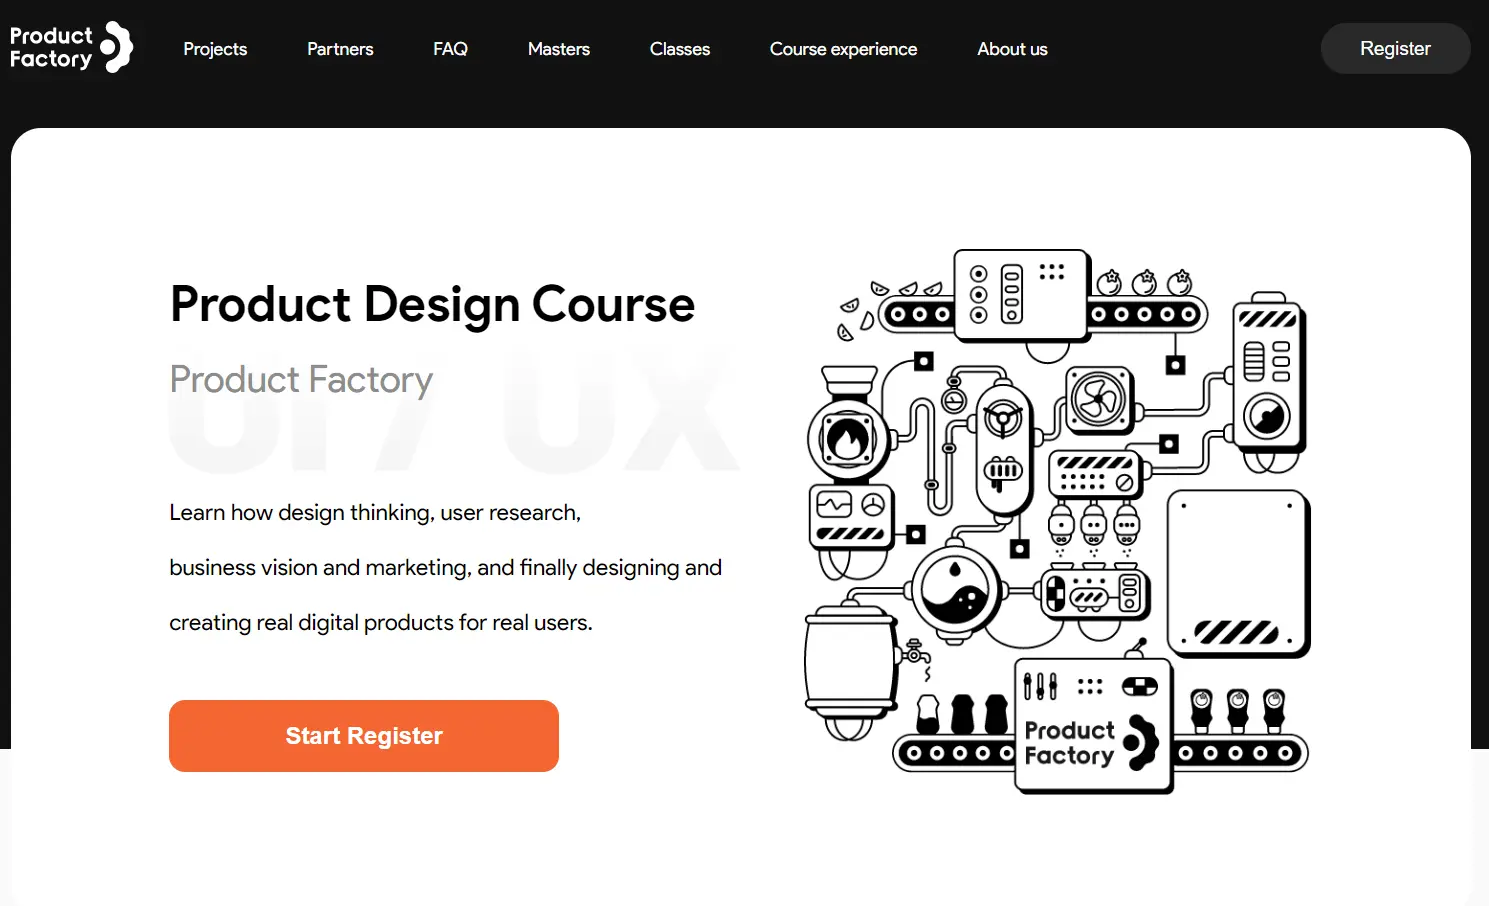 Product
Factory
Projects
Partners
FAQ
Masters
Classes
Course experience
About us
Register
Product Design Course
Product Factory
UI / UX
Learn how design thinking, user research,
business vision and marketing, and finally designing and
creating real digital products for real users.
Start Register
Product
Factory